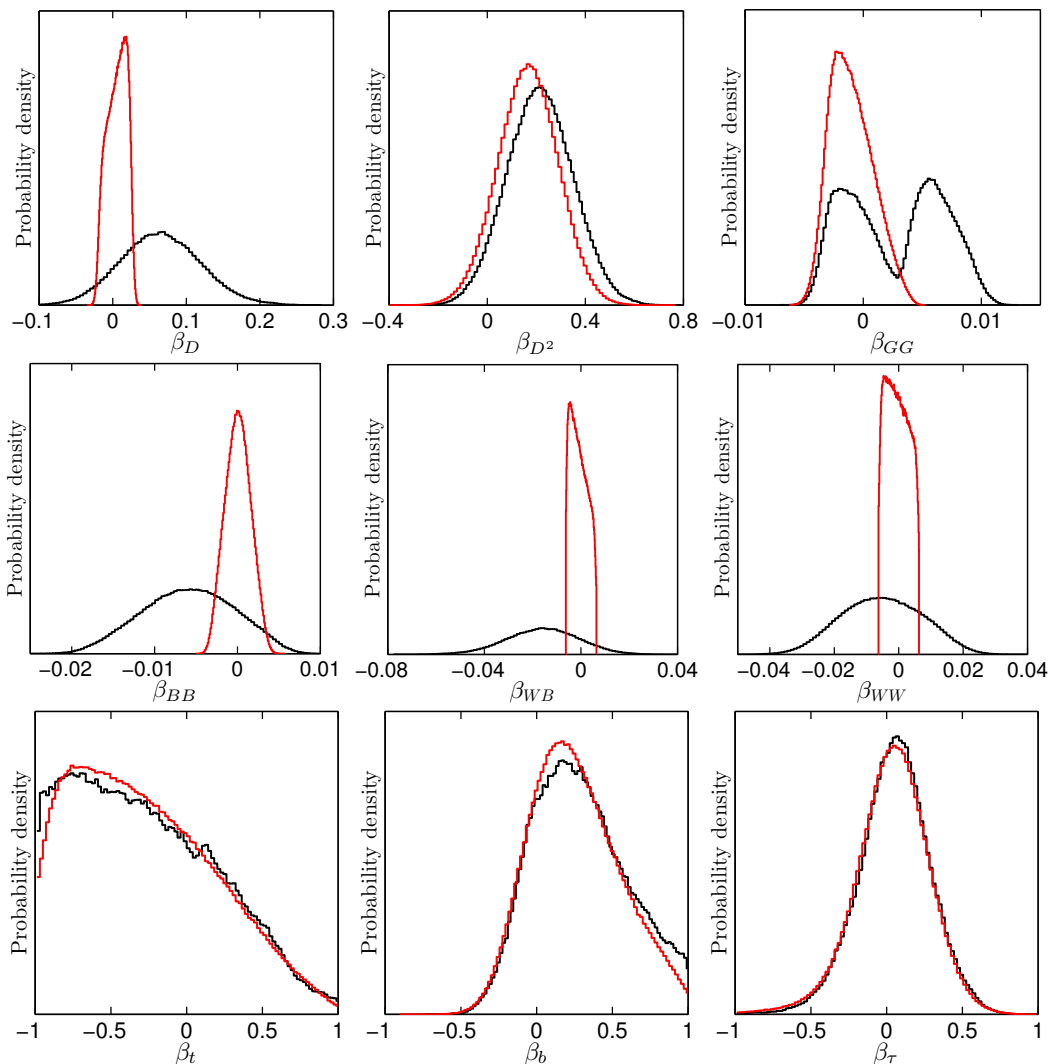 Probability density
-0.1 0 0.1 0.2 0.3
β_D
Probability density
-0.4 0 0.4 0.8
β_{D²}
Probability density
-0.01 0 0.01
β_{GG}
Probability density
-0.02 -0.01 0 0.01
β_{BB}
Probability density
-0.08 -0.04 0 0.04
β_{WB}
Probability density
-0.04 -0.02 0 0.02 0.04
β_{WW}
Probability density
-1 -0.5 0 0.5 1
β_t
Probability density
-1 -0.5 0 0.5 1
β_b
Probability density
-1 -0.5 0 0.5 1
β_τ